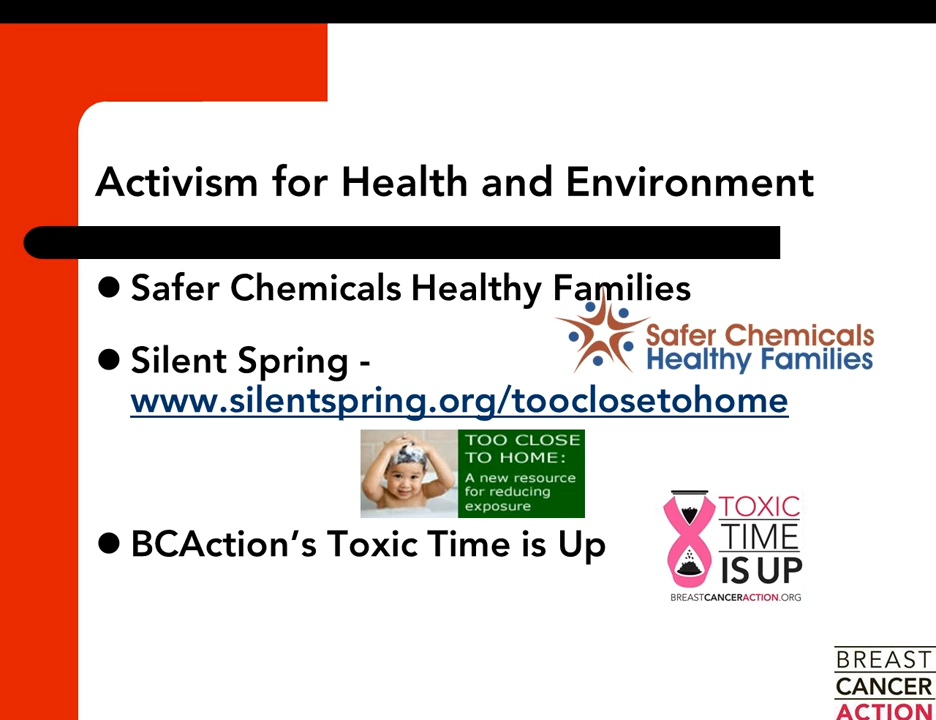 Activism for Health and Environment
● Safer Chemicals Healthy Families
Safer Chemicals
Healthy Families
● Silent Spring -
www.silentspring.org/tooclosetohome
TOO CLOSE
TO HOME:
A new resource
for reducing
exposure
● BCAction’s Toxic Time is Up
TOXIC
TIME
IS UP
BREASTCANCERACTION.ORG
BREAST
CANCER
ACTION